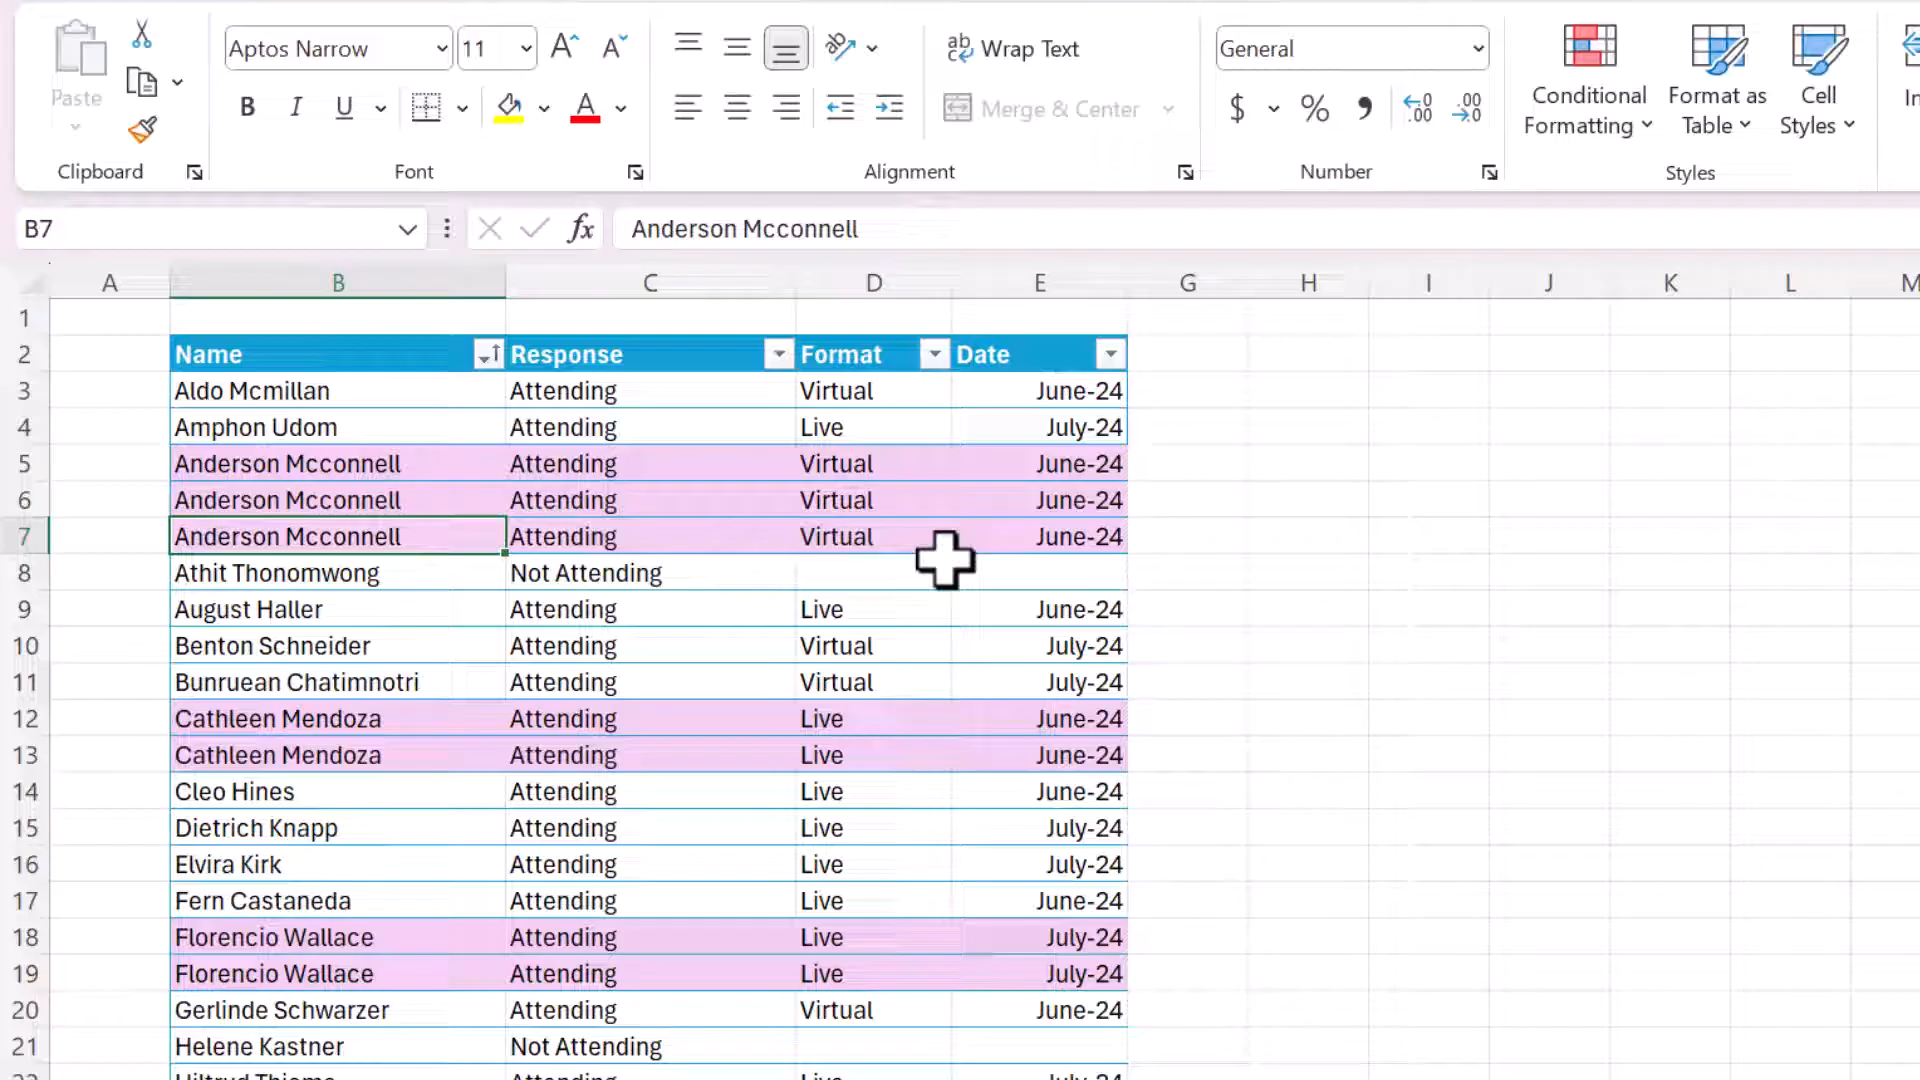 Paste
Clipboard
Aptos Narrow 11 A A
B I U A
Font
ab Wrap Text
Merge & Center
Alignment
General
$ % , .00 .00
Number
Conditional Formatting
Format as Table
Cell Styles
Styles
B7 fx Anderson Mcconnell
A B C D E G H I J K L M
1
2 Name Response Format Date
3 Aldo Mcmillan Attending Virtual June-24
4 Amphon Udom Attending Live July-24
5 Anderson Mcconnell Attending Virtual June-24
6 Anderson Mcconnell Attending Virtual June-24
7 Anderson Mcconnell Attending Virtual June-24
8 Athit Thonomwong Not Attending
9 August Haller Attending Live June-24
10 Benton Schneider Attending Virtual July-24
11 Bunruean Chatimnotri Attending Virtual July-24
12 Cathleen Mendoza Attending Live June-24
13 Cathleen Mendoza Attending Live June-24
14 Cleo Hines Attending Live June-24
15 Dietrich Knapp Attending Live July-24
16 Elvira Kirk Attending Live July-24
17 Fern Castaneda Attending Live June-24
18 Florencio Wallace Attending Live July-24
19 Florencio Wallace Attending Live July-24
20 Gerlinde Schwarzer Attending Virtual June-24
21 Helene Kastner Not Attending